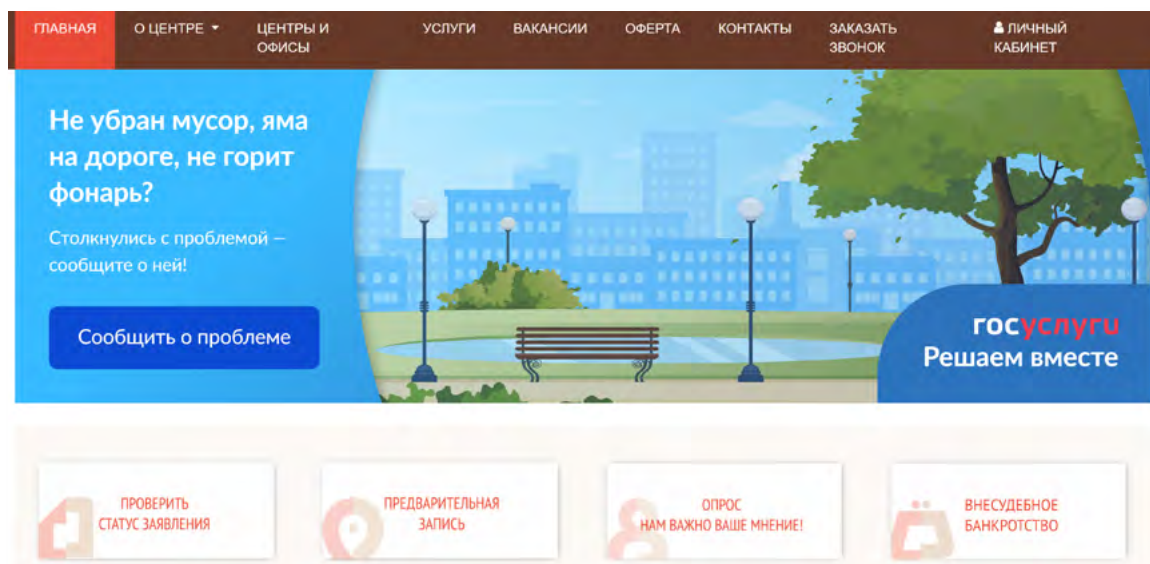 ГЛАВНАЯ О ЦЕНТРЕ ЦЕНТРЫ И ОФИСЫ УСЛУГИ ВАКАНСИИ ОФЕРТА КОНТАКТЫ ЗАКАЗАТЬ ЗВОНОК ЛИЧНЫЙ КАБИНЕТ
Не убран мусор, яма
на дороге, не горит
фонарь?
Столкнулись с проблемой —
сообщите о ней!
Сообщить о проблеме
госуслуги
Решаем вместе
ПРОВЕРИТЬ
СТАТУС ЗАЯВЛЕНИЯ
ПРЕДВАРИТЕЛЬНАЯ
ЗАПИСЬ
ОПРОС
НАМ ВАЖНО ВАШЕ МНЕНИЕ!
ВНЕСУДЕБНОЕ
БАНКРОТСТВО